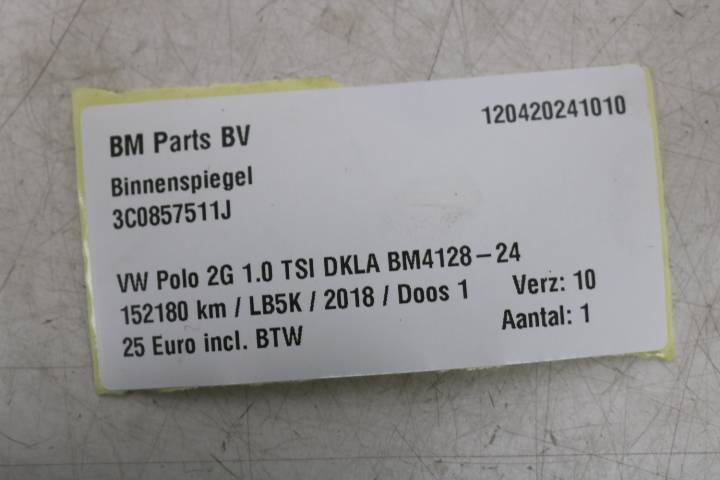 BM Parts BV 120420241010
Binnenspiegel
3C0857511J
VW Polo 2G 1.0 TSI DKLA BM4128-24
152180 km / LB5K / 2018 / Doos 1 Verz: 10
25 Euro incl. BTW Aantal: 1